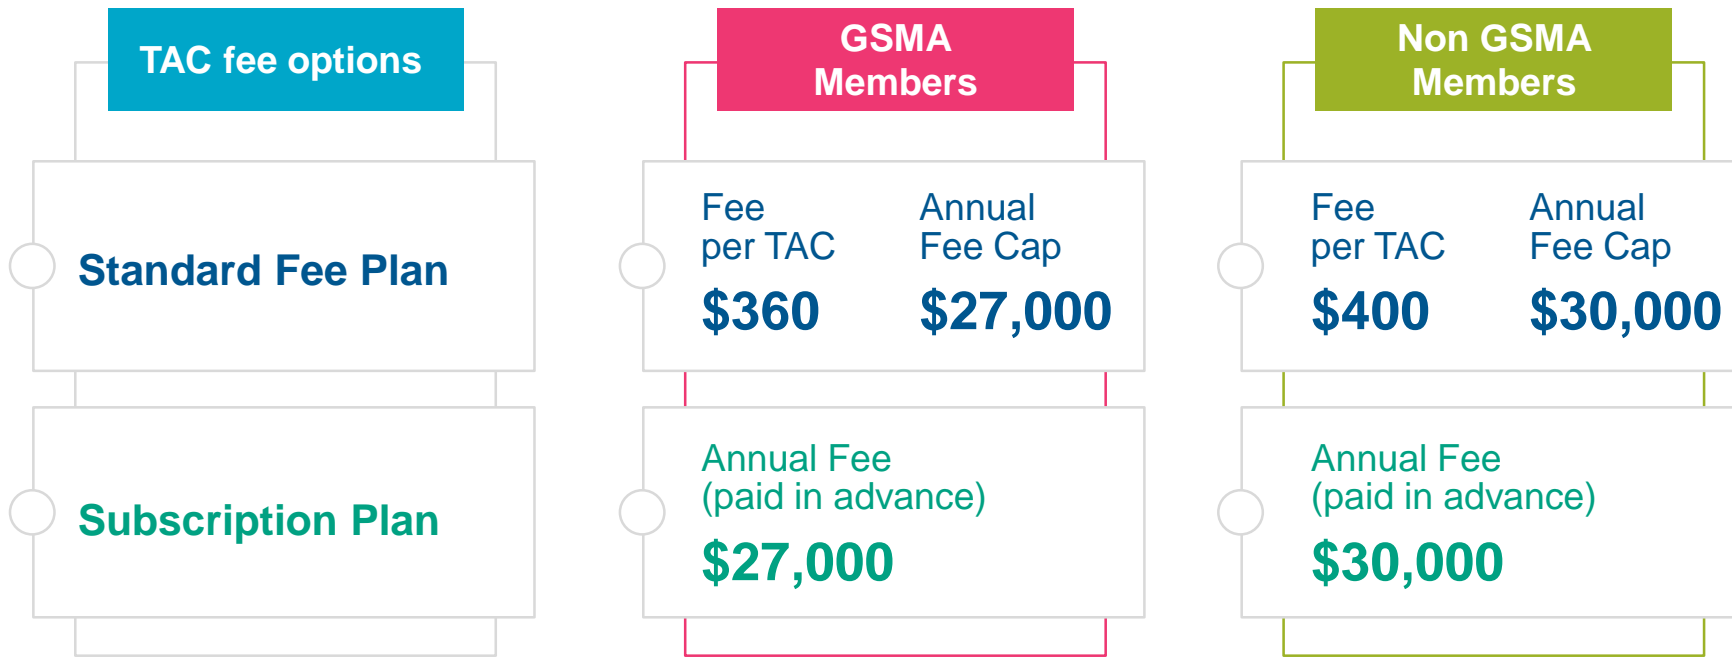 TAC fee options
GSMA
Members
Non GSMA
Members
Standard Fee Plan
Fee
per TAC
$360
Annual
Fee Cap
$27,000
Fee
per TAC
$400
Annual
Fee Cap
$30,000
Subscription Plan
Annual Fee
(paid in advance)
$27,000
Annual Fee
(paid in advance)
$30,000